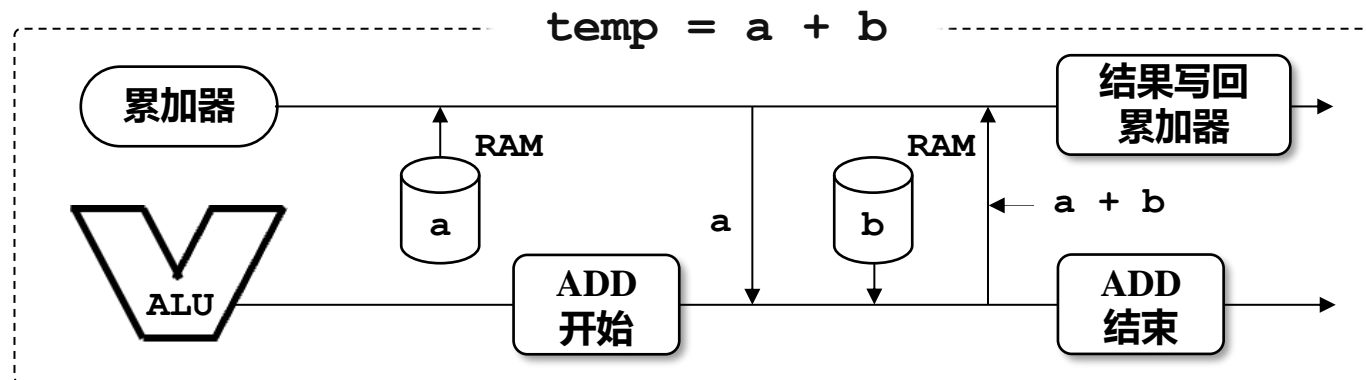 temp = a + b
累加器
结果写回
累加器
RAM
RAM
a
a
b
a + b
ALU
ADD
开始
ADD
结束